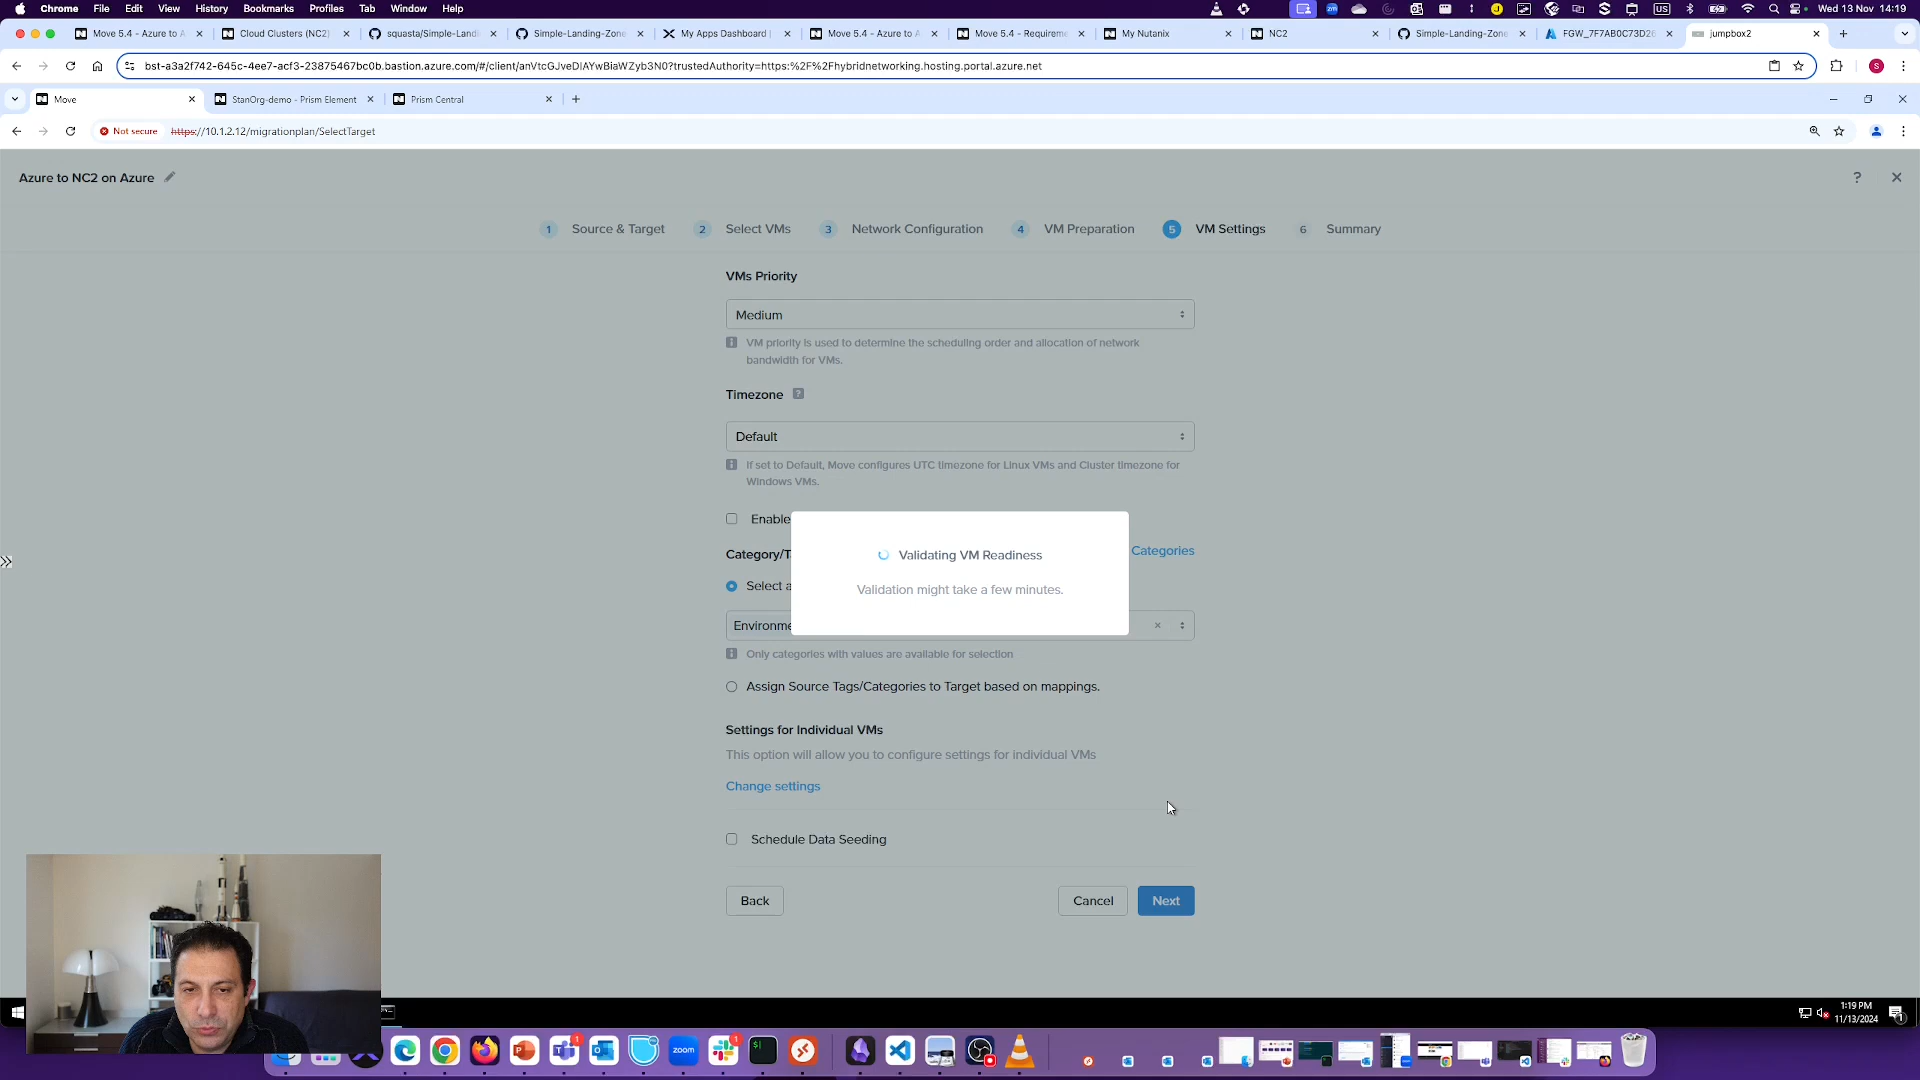 Chrome File Edit View History Bookmarks Profiles Tab Window Help
US Wed 13 Nov 14:19
Move 5.4 - Azure to A
Cloud Clusters (NC2)
squasta/Simple-Landi
Simple-Landing-Zone
My Apps Dashboard |
Move 5.4 - Azure to A
Move 5.4 - Requireme
My Nutanix
NC2
Simple-Landing-Zone
FGW_7F7AB0C73D26
jumpbox2
bst-a3a2f742-645c-4ee7-acf3-23875467bc0b.bastion.azure.com/#/client/anVtcGJveDIAYwBiaWZyb3N0?trustedAuthority=https:%2F%2Fhybridnetworking.hosting.portal.azure.net
Move
StanOrg-demo - Prism Element
Prism Central
Not secure https://10.1.2.12/migrationplan/SelectTarget
Azure to NC2 on Azure
1 Source & Target
2 Select VMs
3 Network Configuration
4 VM Preparation
5 VM Settings
6 Summary
VMs Priority
Medium
VM priority is used to determine the scheduling order and allocation of network
bandwidth for VMs.
Timezone
Default
If set to Default, Move configures UTC timezone for Linux VMs and Cluster timezone for
Windows VMs.
Enable
Validating VM Readiness
Validation might take a few minutes.
Category/T
Categories
Select a
Environme
Only categories with values are available for selection
Assign Source Tags/Categories to Target based on mappings.
Settings for Individual VMs
This option will allow you to configure settings for individual VMs
Change settings
Schedule Data Seeding
Back
Cancel
Next
1:19 PM
11/13/2024
zoom